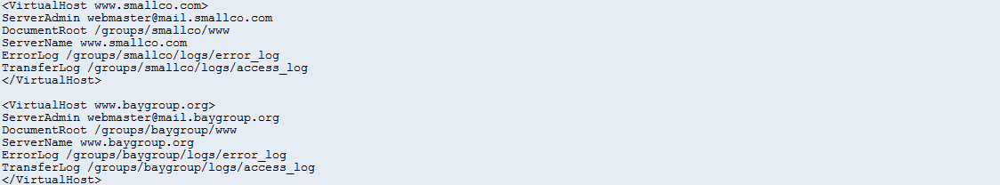 <VirtualHost www.smallco.com>
ServerAdmin webmaster@mail.smallco.com
DocumentRoot /groups/smallco/www
ServerName www.smallco.com
ErrorLog /groups/smallco/logs/error_log
TransferLog /groups/smallco/logs/access_log
</VirtualHost>
<VirtualHost www.baygroup.org>
ServerAdmin webmaster@mail.baygroup.org
DocumentRoot /groups/baygroup/www
ServerName www.baygroup.org
ErrorLog /groups/baygroup/logs/error_log
TransferLog /groups/baygroup/logs/access_log
</VirtualHost>